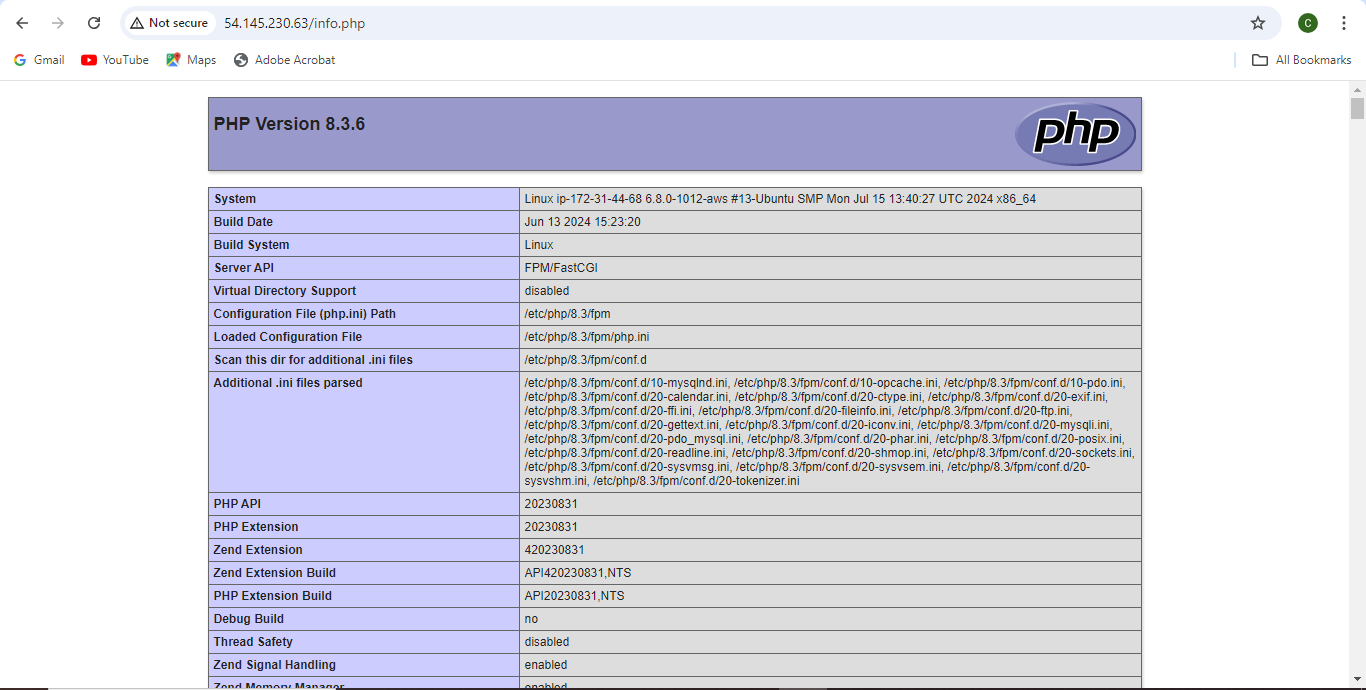 Not secure 54.145.230.63/info.php C
Gmail YouTube Maps Adobe Acrobat All Bookmarks
PHP Version 8.3.6 php
System Linux ip-172-31-44-68 6.8.0-1012-aws #13-Ubuntu SMP Mon Jul 15 13:40:27 UTC 2024 x86_64
Build Date Jun 13 2024 15:23:20
Build System Linux
Server API FPM/FastCGI
Virtual Directory Support disabled
Configuration File (php.ini) Path /etc/php/8.3/fpm
Loaded Configuration File /etc/php/8.3/fpm/php.ini
Scan this dir for additional .ini files /etc/php/8.3/fpm/conf.d
Additional .ini files parsed /etc/php/8.3/fpm/conf.d/10-mysqlnd.ini, /etc/php/8.3/fpm/conf.d/10-opcache.ini, /etc/php/8.3/fpm/conf.d/10-pdo.ini,
/etc/php/8.3/fpm/conf.d/20-calendar.ini, /etc/php/8.3/fpm/conf.d/20-ctype.ini, /etc/php/8.3/fpm/conf.d/20-exif.ini,
/etc/php/8.3/fpm/conf.d/20-ffi.ini, /etc/php/8.3/fpm/conf.d/20-fileinfo.ini, /etc/php/8.3/fpm/conf.d/20-ftp.ini,
/etc/php/8.3/fpm/conf.d/20-gettext.ini, /etc/php/8.3/fpm/conf.d/20-iconv.ini, /etc/php/8.3/fpm/conf.d/20-mysqli.ini,
/etc/php/8.3/fpm/conf.d/20-pdo_mysql.ini, /etc/php/8.3/fpm/conf.d/20-phar.ini, /etc/php/8.3/fpm/conf.d/20-posix.ini,
/etc/php/8.3/fpm/conf.d/20-readline.ini, /etc/php/8.3/fpm/conf.d/20-shmop.ini, /etc/php/8.3/fpm/conf.d/20-sockets.ini,
/etc/php/8.3/fpm/conf.d/20-sysvmsg.ini, /etc/php/8.3/fpm/conf.d/20-sysvsem.ini, /etc/php/8.3/fpm/conf.d/20-
sysvshm.ini, /etc/php/8.3/fpm/conf.d/20-tokenizer.ini
PHP API 20230831
PHP Extension 20230831
Zend Extension 420230831
Zend Extension Build API420230831,NTS
PHP Extension Build API20230831,NTS
Debug Build no
Thread Safety disabled
Zend Signal Handling enabled
Zend Memory Manager enabled